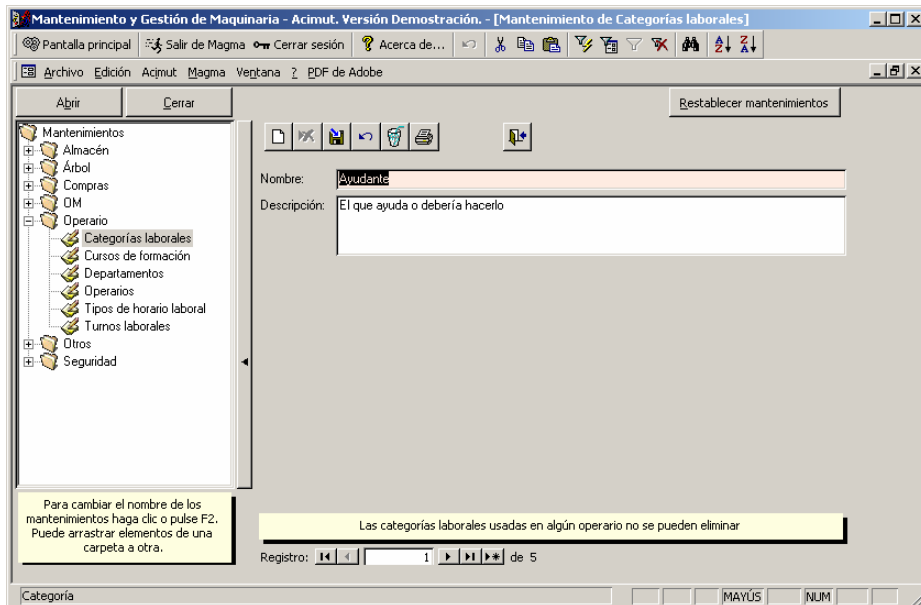 Mantenimiento y Gestión de Maquinaria - Acimut. Versión Demostración. - [Mantenimiento de Categorías laborales]
Pantalla principal Salir de Magma Cerrar sesión Acerca de...
Archivo Edición Acimut Magma Ventana ? PDF de Adobe
Abrir Cerrar Restablecer mantenimientos
Mantenimientos
Almacén
Árbol
Compras
OM
Operario
Categorías laborales
Cursos de formación
Departamentos
Operarios
Tipos de horario laboral
Turnos laborales
Otros
Seguridad
Nombre: Ayudante
Descripción: El que ayuda o debería hacerlo
Para cambiar el nombre de los
mantenimientos haga clic o pulse F2.
Puede arrastrar elementos de una
carpeta a otra.
Las categorías laborales usadas en algún operario no se pueden eliminar
Registro: 1 de 5
Categoría MAYÚS NUM